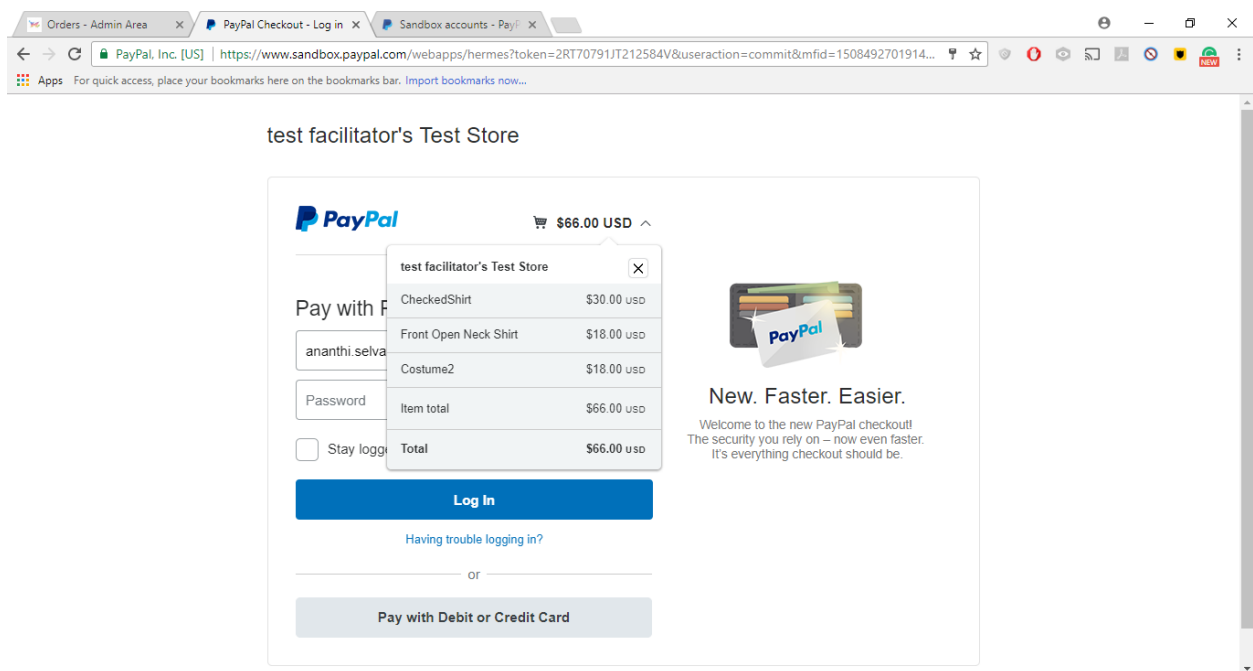 Orders - Admin Area
PayPal Checkout - Log in
Sandbox accounts - PayP
PayPal, Inc. [US] | https://www.sandbox.paypal.com/webapps/hermes?token=2RT70791JT212584V&useraction=commit&mfid=1508492701914...
NEW
Apps For quick access, place your bookmarks here on the bookmarks bar. Import bookmarks now...
test facilitator's Test Store
PayPal
$66.00 USD
test facilitator's Test Store
CheckedShirt $30.00 USD
Front Open Neck Shirt $18.00 USD
Costume2 $18.00 USD
Item total $66.00 USD
Total $66.00 USD
Pay with P
ananthi.selva
Password
Stay logge
Log In
Having trouble logging in?
or
Pay with Debit or Credit Card
PayPal
New. Faster. Easier.
Welcome to the new PayPal checkout!
The security you rely on – now even faster.
It's everything checkout should be.